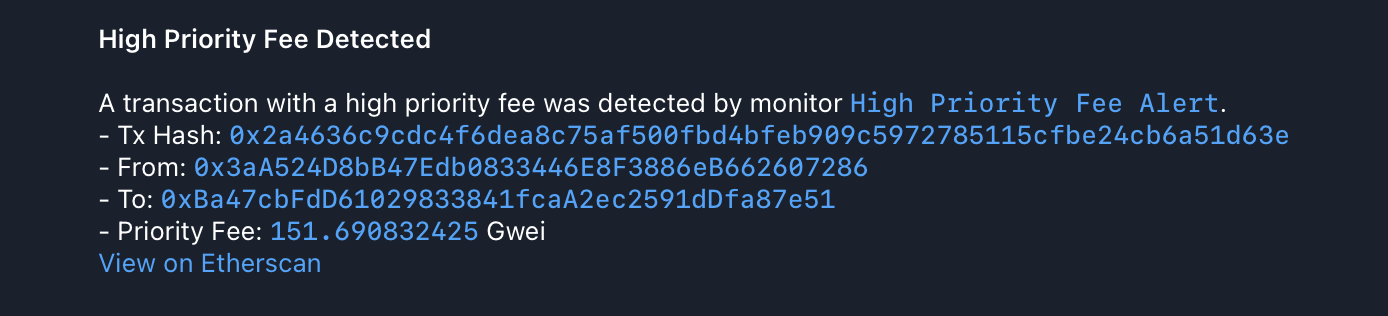 High Priority Fee Detected
A transaction with a high priority fee was detected by monitor High Priority Fee Alert.
- Tx Hash: 0x2a4636c9cdc4f6dea8c75af500fbd4bfeb909c5972785115cfbe24cb6a51d63e
- From: 0x3aA524D8bB47Edb0833446E8F3886eB662607286
- To: 0xBa47cbFdD61029833841fcaA2ec2591dDfa87e51
- Priority Fee: 151.690832425 Gwei
View on Etherscan